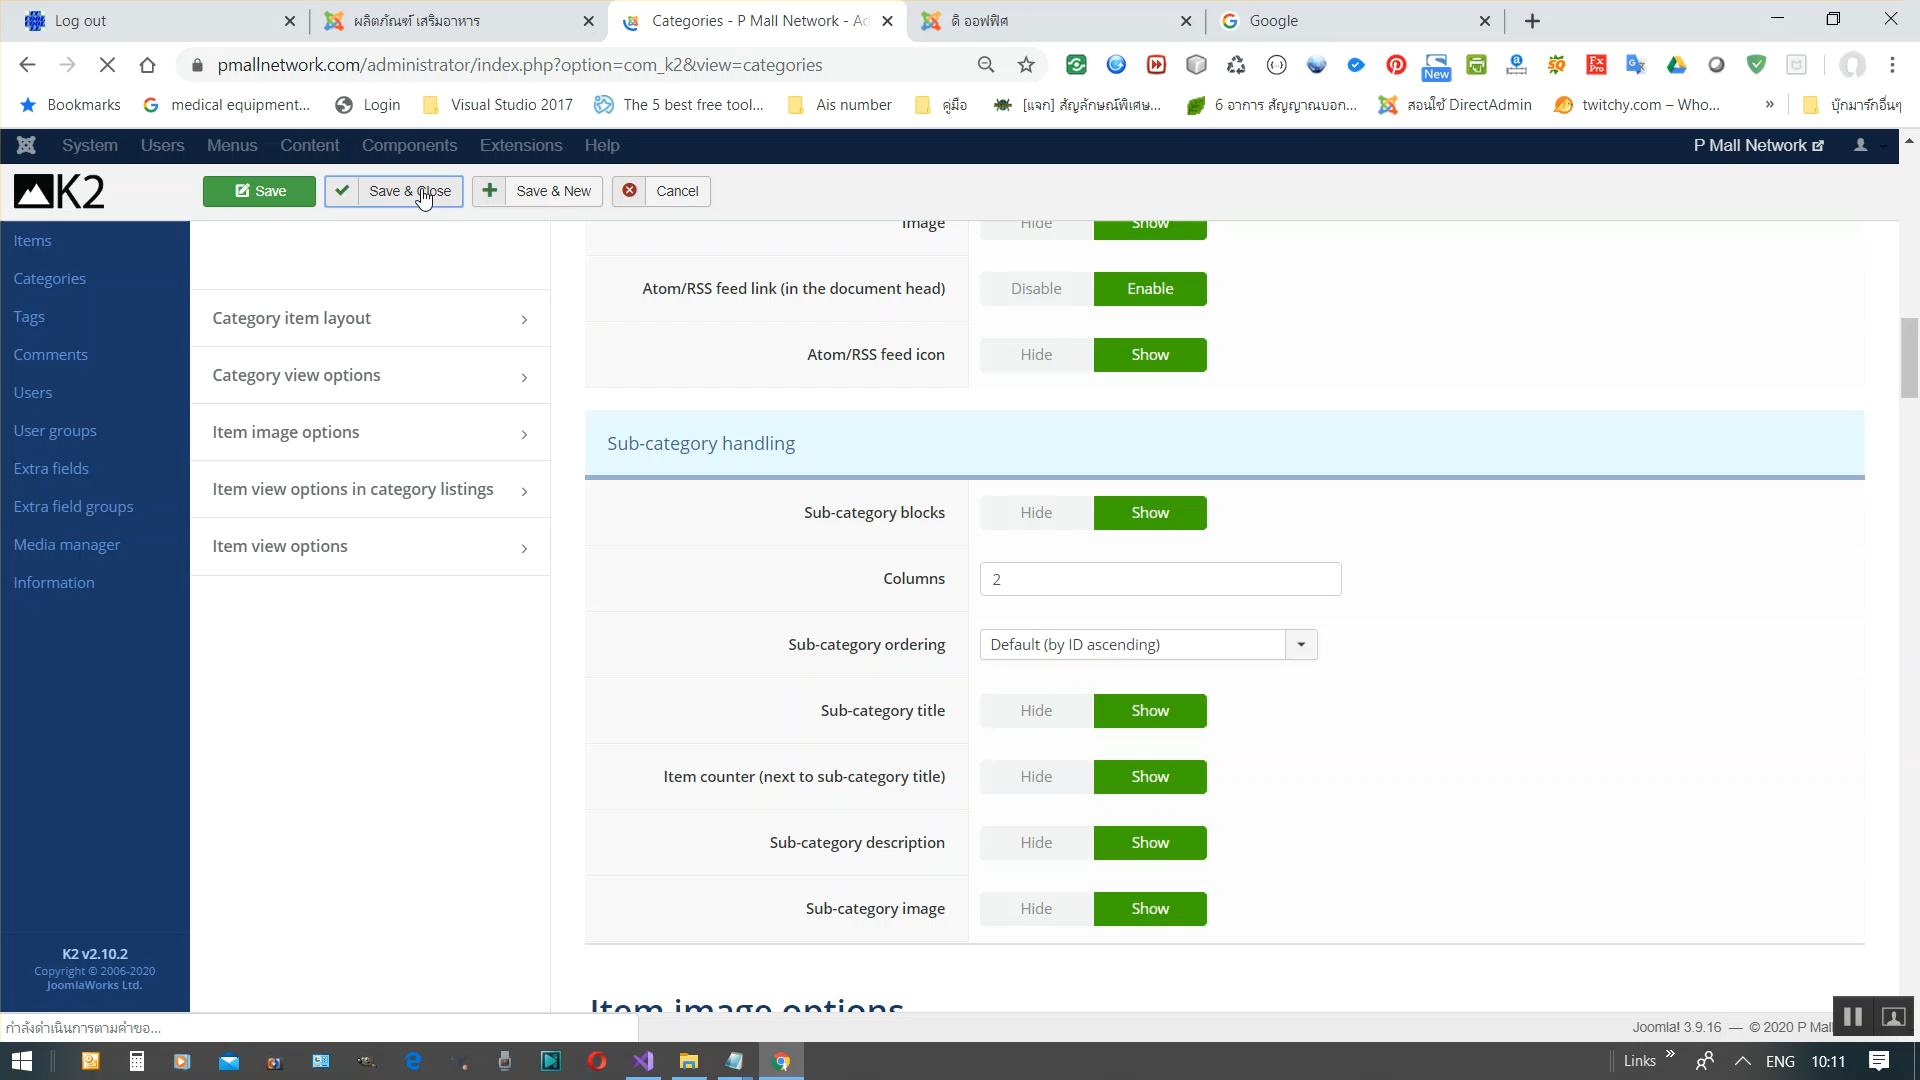 Log out
ผลิตภัณฑ์ เสริมอาหาร
Categories - P Mall Network - Ad
ดิ ออฟฟิศ
Google
pmallnetwork.com/administrator/index.php?option=com_k2&view=categories
New
Bookmarks
medical equipment...
Login
Visual Studio 2017
The 5 best free tool...
Ais number
คู่มือ
[แจก] สัญลักษณ์พิเศษ...
6 อาการ สัญญาณบอก...
สอนใช้ DirectAdmin
twitchy.com – Who...
»
บุ๊กมาร์กอื่นๆ
System
Users
Menus
Content
Components
Extensions
Help
P Mall Network
K2
Save
Save & Close
Save & New
Cancel
Items
Categories
Tags
Comments
Users
User groups
Extra fields
Extra field groups
Media manager
Information
K2 v2.10.2
Copyright © 2006-2020
JoomlaWorks Ltd.
Category item layout
Category view options
Item image options
Item view options in category listings
Item view options
Image Hide Show
Atom/RSS feed link (in the document head) Disable Enable
Atom/RSS feed icon Hide Show
Sub-category handling
Sub-category blocks Hide Show
Columns 2
Sub-category ordering Default (by ID ascending)
Sub-category title Hide Show
Item counter (next to sub-category title) Hide Show
Sub-category description Hide Show
Sub-category image Hide Show
Item image options
กำลังดำเนินการตามคำขอ...
Joomla! 3.9.16 — © 2020 P Mal
Links » ENG 10:11